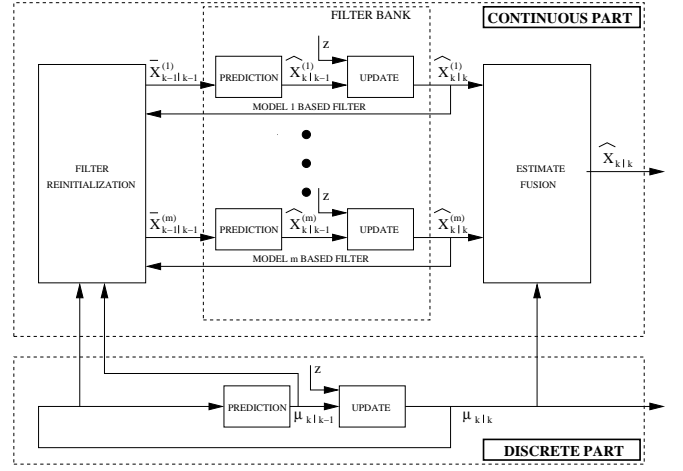 FILTER BANK
CONTINUOUS PART
z
X̄⁽¹⁾ₖ₋₁|ₖ₋₁
PREDICTION
X̂⁽¹⁾ₖ|ₖ₋₁
UPDATE
X̂⁽¹⁾ₖ|ₖ
MODEL 1 BASED FILTER
FILTER
REINITIALIZATION
ESTIMATE
FUSION
X̂ₖ|ₖ
z
X̄⁽ᵐ⁾ₖ₋₁|ₖ₋₁
PREDICTION
X̂⁽ᵐ⁾ₖ|ₖ₋₁
UPDATE
X̂⁽ᵐ⁾ₖ|ₖ
MODEL m BASED FILTER
z
PREDICTION
μₖ|ₖ₋₁
UPDATE
μₖ|ₖ
DISCRETE PART